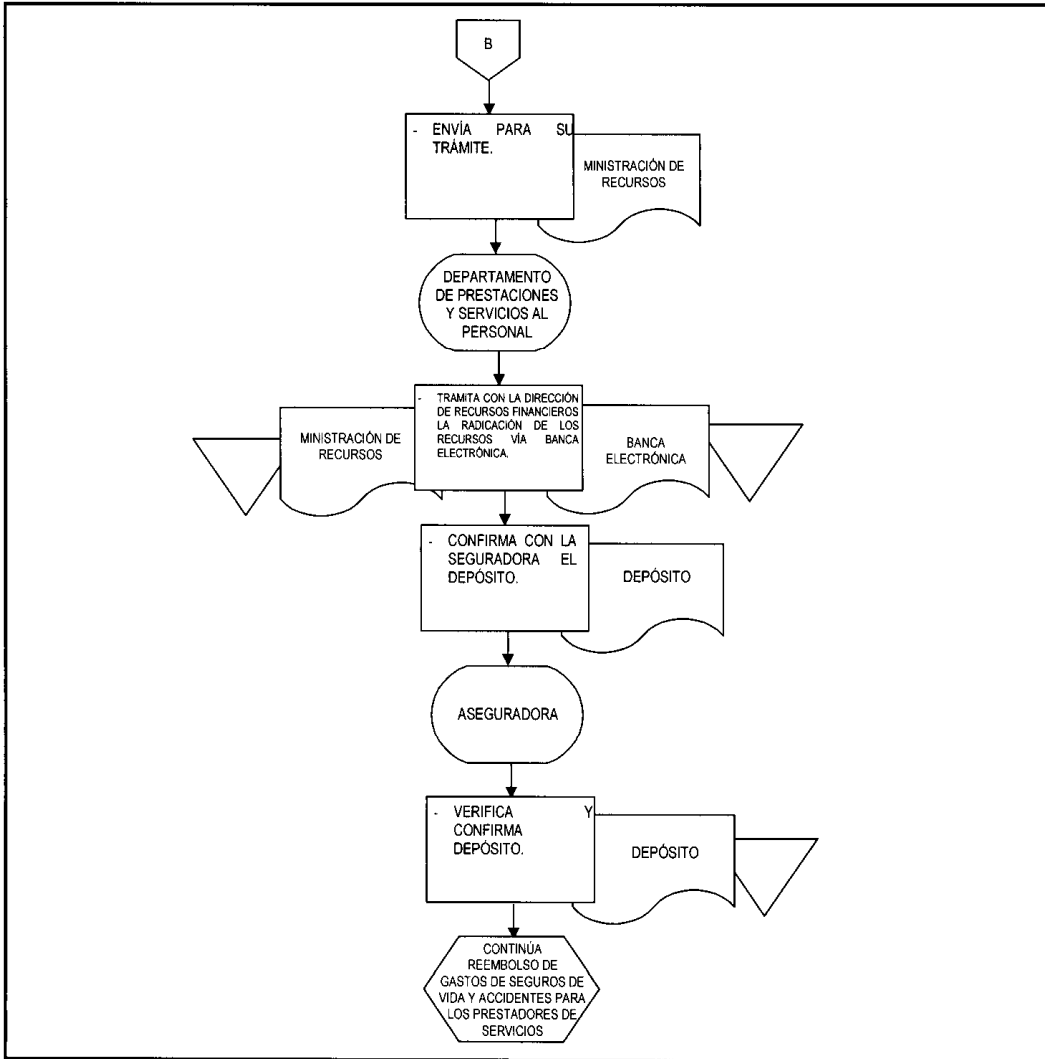 B
- ENVÍA PARA SU
TRÁMITE.
MINISTRACIÓN DE
RECURSOS
DEPARTAMENTO
DE PRESTACIONES
Y SERVICIOS AL
PERSONAL
MINISTRACIÓN DE
RECURSOS
- TRAMITA CON LA DIRECCIÓN
DE RECURSOS FINANCIEROS
LA RADICACIÓN DE LOS
RECURSOS VÍA BANCA
ELECTRÓNICA.
BANCA
ELECTRÓNICA
- CONFIRMA CON LA
SEGURADORA EL
DEPÓSITO.
DEPÓSITO
ASEGURADORA
- VERIFICA Y
CONFIRMA
DEPÓSITO.
DEPÓSITO
CONTINÚA
REEMBOLSO DE
GASTOS DE SEGUROS DE
VIDA Y ACCIDENTES PARA
LOS PRESTADORES DE
SERVICIOS